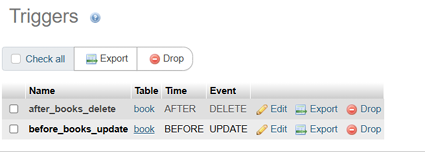 Triggers
Check all Export Drop
Name Table Time Event
after_books_delete book AFTER DELETE Edit Export Drop
before_books_update book BEFORE UPDATE Edit Export Drop